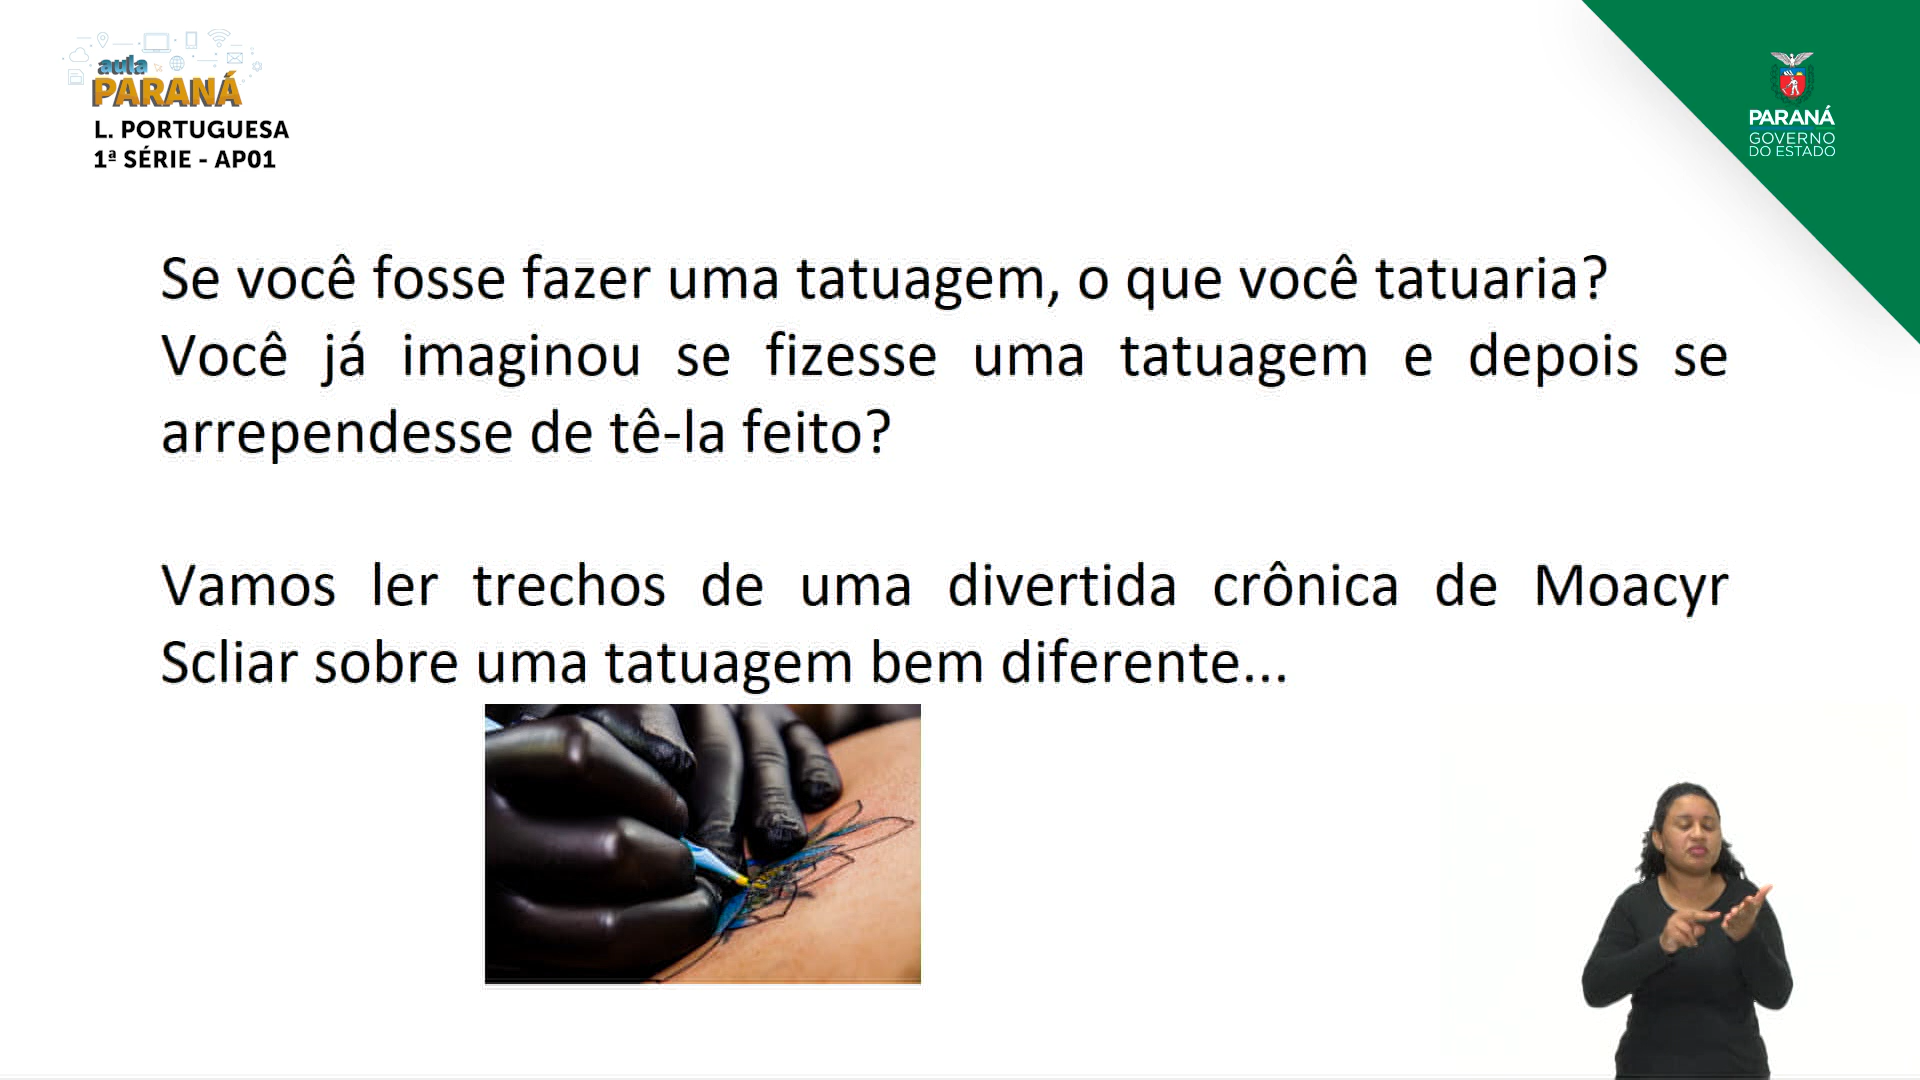 aula
PARANÁ
L. PORTUGUESA
1ª SÉRIE - AP01
PARANÁ
GOVERNO
DO ESTADO
Se você fosse fazer uma tatuagem, o que você tatuaria?
Você já imaginou se fizesse uma tatuagem e depois se
arrependesse de tê-la feito?
Vamos ler trechos de uma divertida crônica de Moacyr
Scliar sobre uma tatuagem bem diferente...